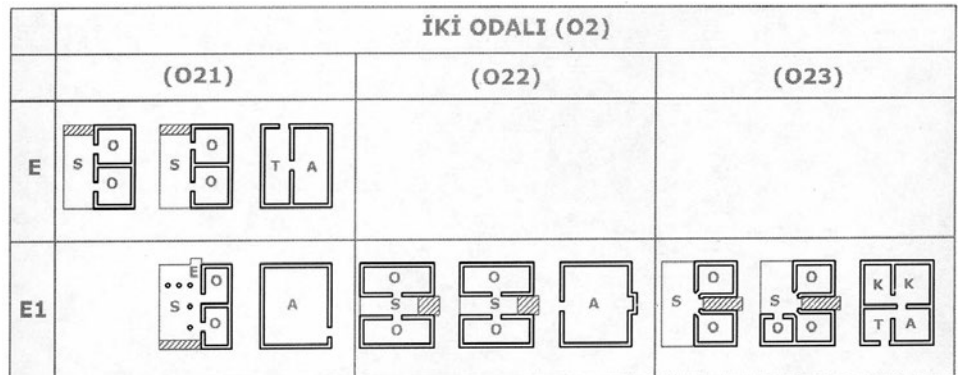 İKİ ODALI (O2)
(O21) (O22) (O23)
E
S O O S O O T A
E1
E S O O A
O S O O S O A
S O O S O O O K K T A